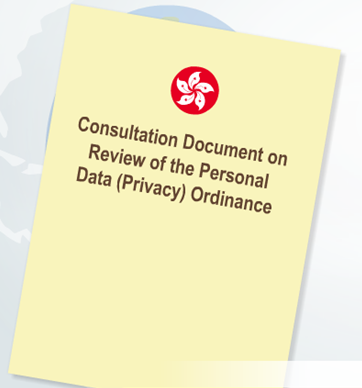 Consultation Document on
Review of the Personal
Data (Privacy) Ordinance